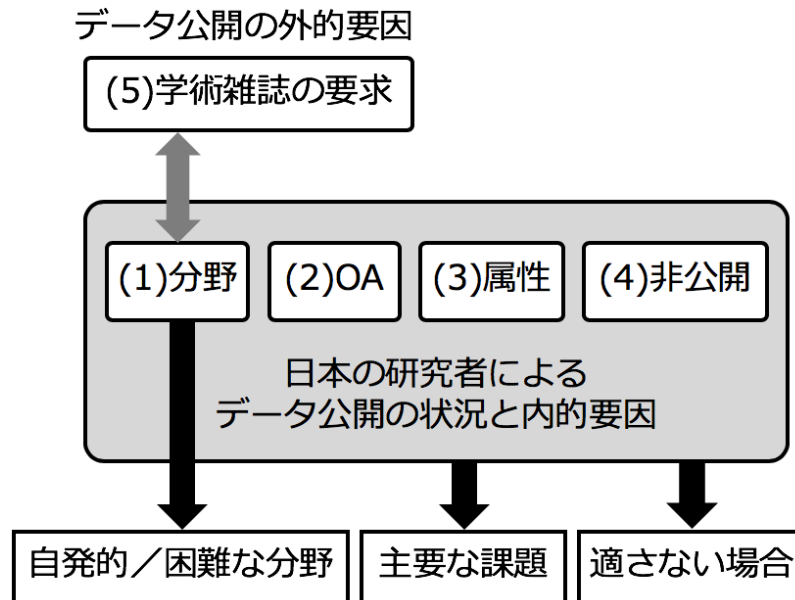 データ公開の外的要因
(5)学術雑誌の要求
(1)分野
(2)OA
(3)属性
(4)非公開
日本の研究者による
データ公開の状況と内的要因
自発的／困難な分野
主要な課題
適さない場合